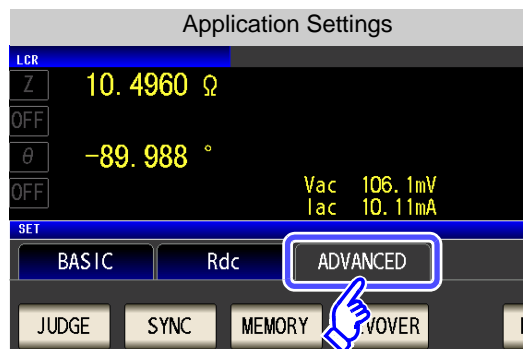 Application Settings
LCR
Z 10.4960 Ω
OFF
θ -89.988 °
OFF
Vac 106.1mV
Iac 10.11mA
SET
BASIC Rdc ADVANCED
JUDGE SYNC MEMORY